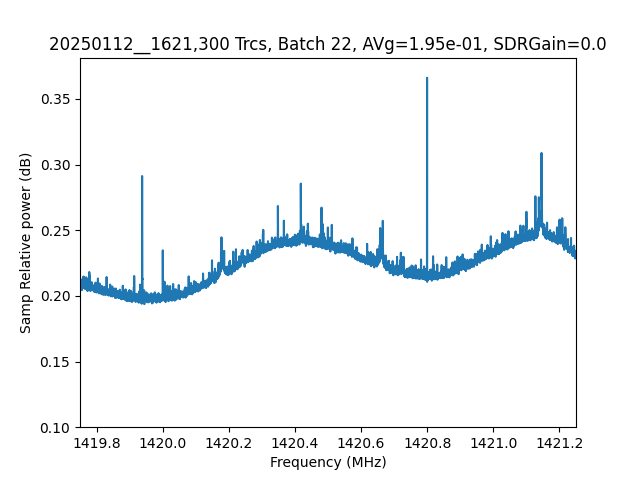 20250112__1621,300 Trcs, Batch 22, AVg=1.95e-01, SDRGain=0.0
Samp Relative power (dB)
0.35
0.30
0.25
0.20
0.15
0.10
1419.8 1420.0 1420.2 1420.4 1420.6 1420.8 1421.0 1421.2
Frequency (MHz)